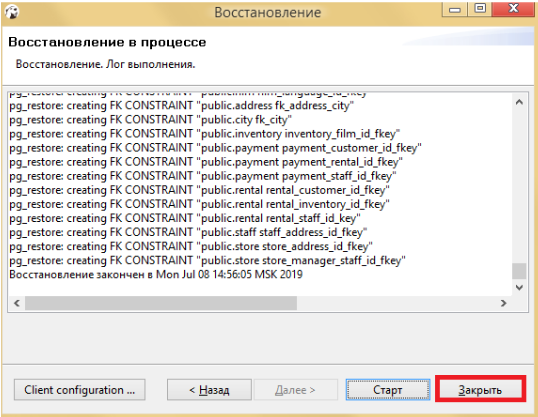 Восстановление
Восстановление в процессе
Восстановление. Лог выполнения.
pg_restore: creating FK CONSTRAINT "public.film film_language_id_fkey"
pg_restore: creating FK CONSTRAINT "public.address fk_address_city"
pg_restore: creating FK CONSTRAINT "public.city fk_city"
pg_restore: creating FK CONSTRAINT "public.inventory inventory_film_id_fkey"
pg_restore: creating FK CONSTRAINT "public.payment payment_customer_id_fkey"
pg_restore: creating FK CONSTRAINT "public.payment payment_rental_id_fkey"
pg_restore: creating FK CONSTRAINT "public.payment payment_staff_id_fkey"
pg_restore: creating FK CONSTRAINT "public.rental rental_customer_id_fkey"
pg_restore: creating FK CONSTRAINT "public.rental rental_inventory_id_fkey"
pg_restore: creating FK CONSTRAINT "public.rental rental_staff_id_key"
pg_restore: creating FK CONSTRAINT "public.staff staff_address_id_fkey"
pg_restore: creating FK CONSTRAINT "public.store store_address_id_fkey"
pg_restore: creating FK CONSTRAINT "public.store store_manager_staff_id_fkey"
Восстановление закончен в Mon Jul 08 14:56:05 MSK 2019
Client configuration ...
< Назад
Далее >
Старт
Закрыть